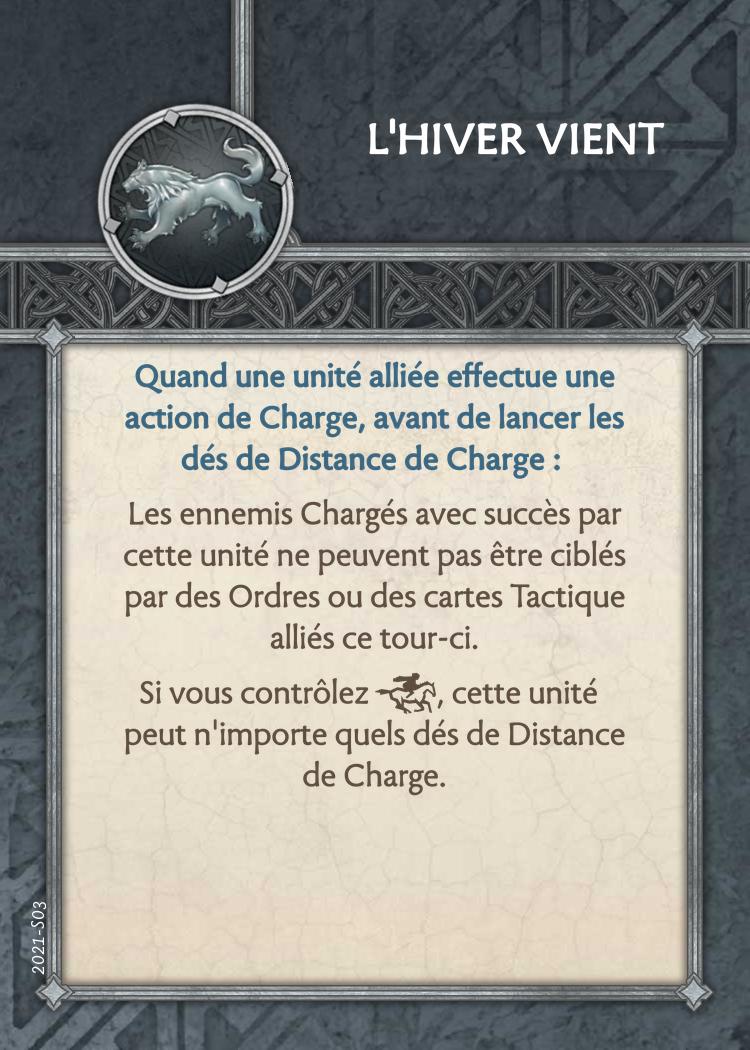 L'HIVER VIENT
Quand une unité alliée effectue une
action de Charge, avant de lancer les
dés de Distance de Charge :
Les ennemis Chargés avec succès par
cette unité ne peuvent pas être ciblés
par des Ordres ou des cartes Tactique
alliés ce tour-ci.
Si vous contrôlez , cette unité
peut n'importe quels dés de Distance
de Charge.
2021-S03